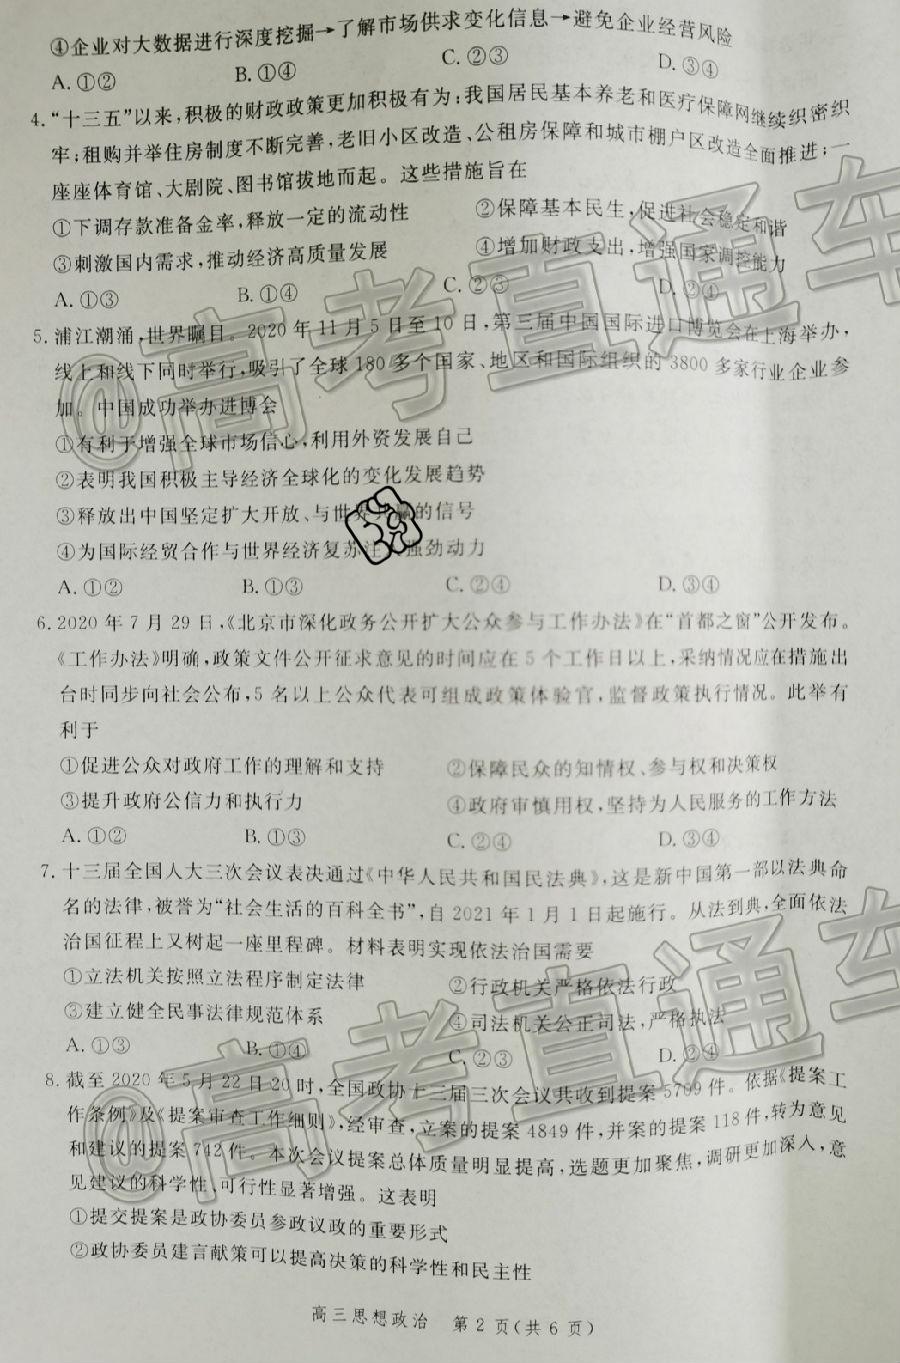 ④企业对大数据进行深度挖掘→了解市场供求变化信息→避免企业经营风险
A.①② B.①④ C.②③ D.③④
4.“十三五”以来,积极的财政政策更加积极有为:我国居民基本养老和医疗保障网继续织密织
牢;租购并举住房制度不断完善,老旧小区改造、公租房保障和城市棚户区改造全面推进;一
座座体育馆、大剧院、图书馆拔地而起。这些措施旨在
①下调存款准备金率,释放一定的流动性 ②保障基本民生,促进社会稳定和谐
③刺激国内需求,推动经济高质量发展 ④增加财政支出,增强国家调控能力
A.①③ B.①④ C.②③ D.②④
5.浦江潮涌,世界瞩目。2020年11月5日至10日,第三届中国国际进口博览会在上海举办,
线上和线下同时举行,吸引了全球180多个国家、地区和国际组织的3800多家行业企业参
加。中国成功举办进博会
①有利于增强全球市场信心,利用外资发展自己
②表明我国积极主导经济全球化的变化发展趋势
③释放出中国坚定扩大开放、与世界共赢的信号
④为国际经贸合作与世界经济复苏注 强劲动力
A.①② B.①③ C.②④ D.③④
6.2020年7月29日,《北京市深化政务公开扩大公众参与工作办法》在“首都之窗”公开发布。
《工作办法》明确,政策文件公开征求意见的时间应在5个工作日以上,采纳情况应在措施出
台时同步向社会公布,5名以上公众代表可组成政策体验官,监督政策执行情况。此举有
利于
①促进公众对政府工作的理解和支持 ②保障民众的知情权、参与权和决策权
③提升政府公信力和执行力 ④政府审慎用权,坚持为人民服务的工作方法
A.①② B.①③ C.②④ D.③④
7.十三届全国人大三次会议表决通过《中华人民共和国民法典》,这是新中国第一部以法典命
名的法律,被誉为“社会生活的百科全书”,自2021年1月1日起施行。从法到典,全面依法
治国征程上又树起一座里程碑。材料表明实现依法治国需要
①立法机关按照立法程序制定法律 ②行政机关严格依法行政
③建立健全民事法律规范体系 ④司法机关公正司法,严格执法
A.①③ B.①④ C.②③ D.②④
8.截至2020年5月22日20时,全国政协十三届三次会议共收到提案5709件。依据《提案工
作条例》及《提案审查工作细则》,经审查,立案的提案4849件,并案的提案118件,转为意见
和建议的提案742件。本次会议提案总体质量明显提高,选题更加聚焦,调研更加深入,意
见建议的科学性、可行性显著增强。这表明
①提交提案是政协委员参政议政的重要形式
②政协委员建言献策可以提高决策的科学性和民主性
高三思想政治 第2页(共6页)
@高考直通车
@高考直通车